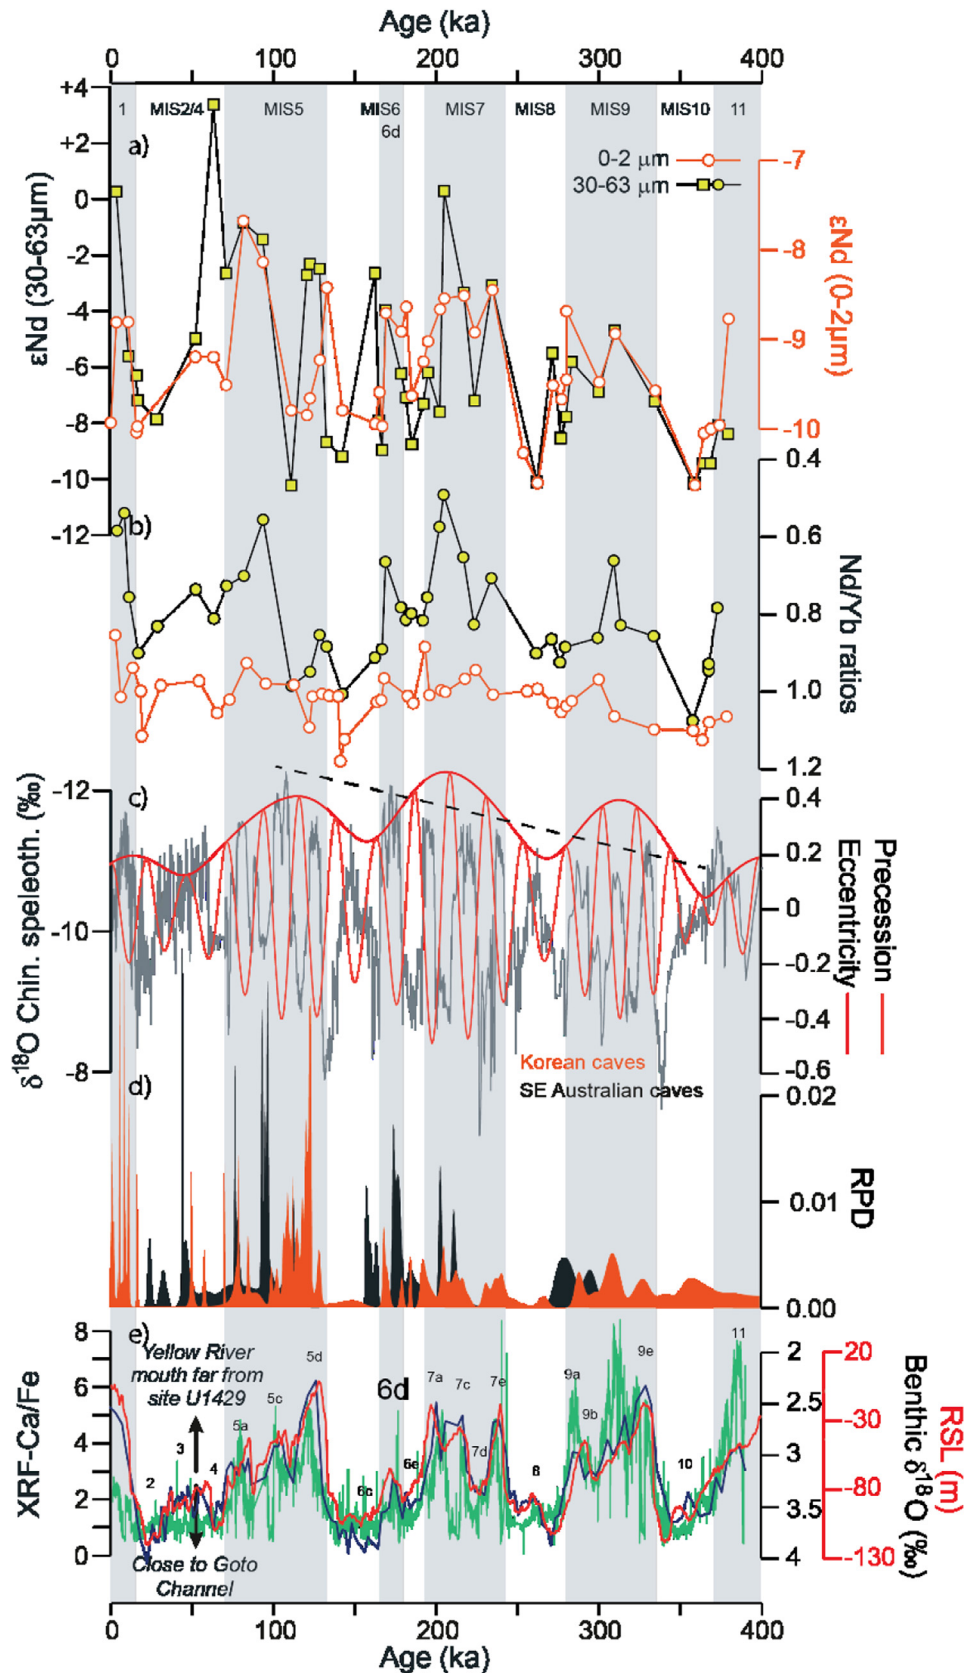 Age (ka)
0 100 200 300 400
1 MIS2/4 MIS5 MIS6 MIS7 MIS8 MIS9 MIS10 11
6d
a)
0-2 μm
30-63 μm
+4
+2
0
-2
-4
-6
-8
-10
-12
εNd (30-63μm)
-7
-8
-9
-10
εNd (0-2μm)
b)
0.4
0.6
0.8
1.0
1.2
Nd/Yb ratios
c)
-12
-10
-8
δ18O Chin. speleoth. (‰)
0.4
0.2
0
-0.2
-0.4
-0.6
Precession
Eccentricity
Korean caves
SE Australian caves
d)
0.02
0.01
0.00
RPD
e)
Yellow River
mouth far from
site U1429
Close to Goto
Channel
8
6
4
2
0
XRF-Ca/Fe
2 3 4 5a 5c 5d 6c 6d 6e 7a 7c 7d 7e 8 9a 9b 9e 10 11
2
2.5
3
3.5
4
Benthic δ18O (‰)
20
-30
-80
-130
RSL (m)
0 100 200 300 400
Age (ka)